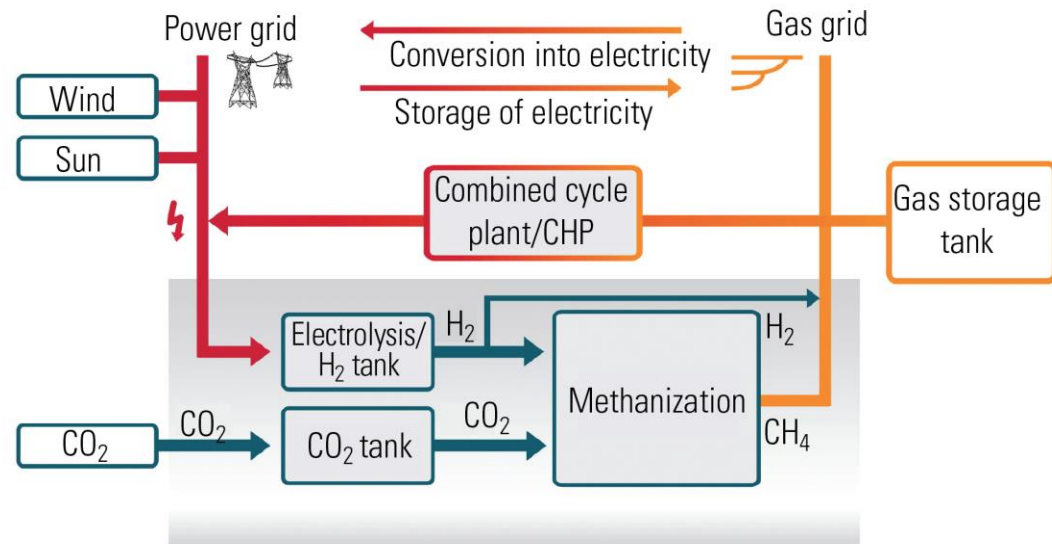 Power grid
Gas grid
Conversion into electricity
Storage of electricity
Wind
Sun
Combined cycle
plant/CHP
Gas storage
tank
Electrolysis/
H₂ tank
H₂
H₂
Methanization
CO₂
CO₂
CO₂ tank
CO₂
CH₄